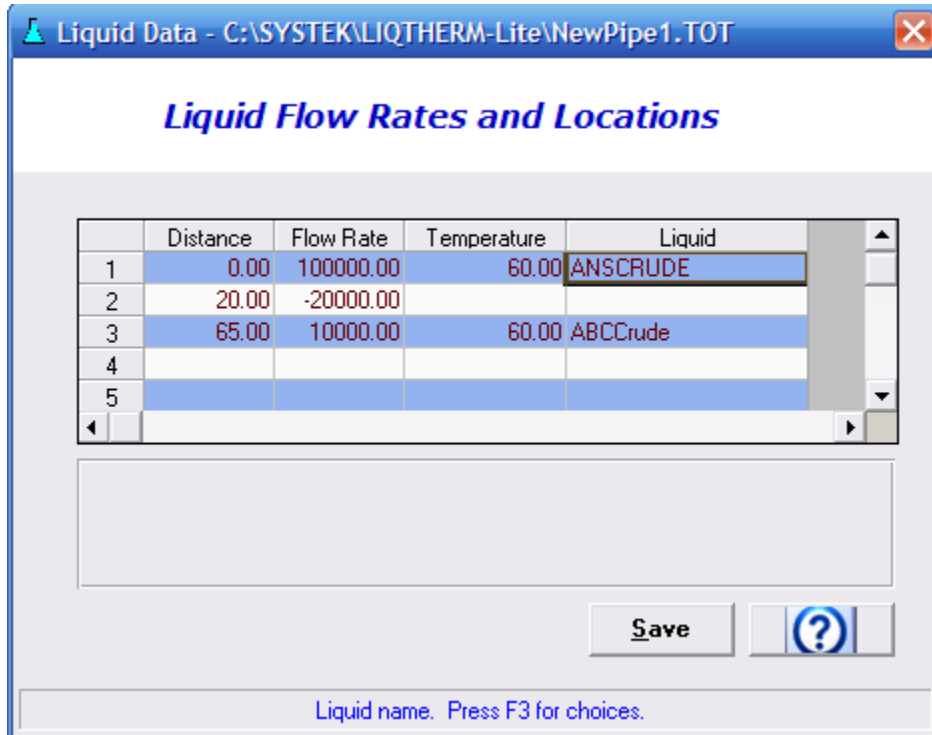 Liquid Data - C:\SYSTEK\LIQTHERM-Lite\NewPipe1.TOT
Liquid Flow Rates and Locations
Distance Flow Rate Temperature Liquid
1 0.00 100000.00 60.00 ANSCRUDE
2 20.00 -20000.00
3 65.00 10000.00 60.00 ABCCrude
4
5
Save ?
Liquid name. Press F3 for choices.